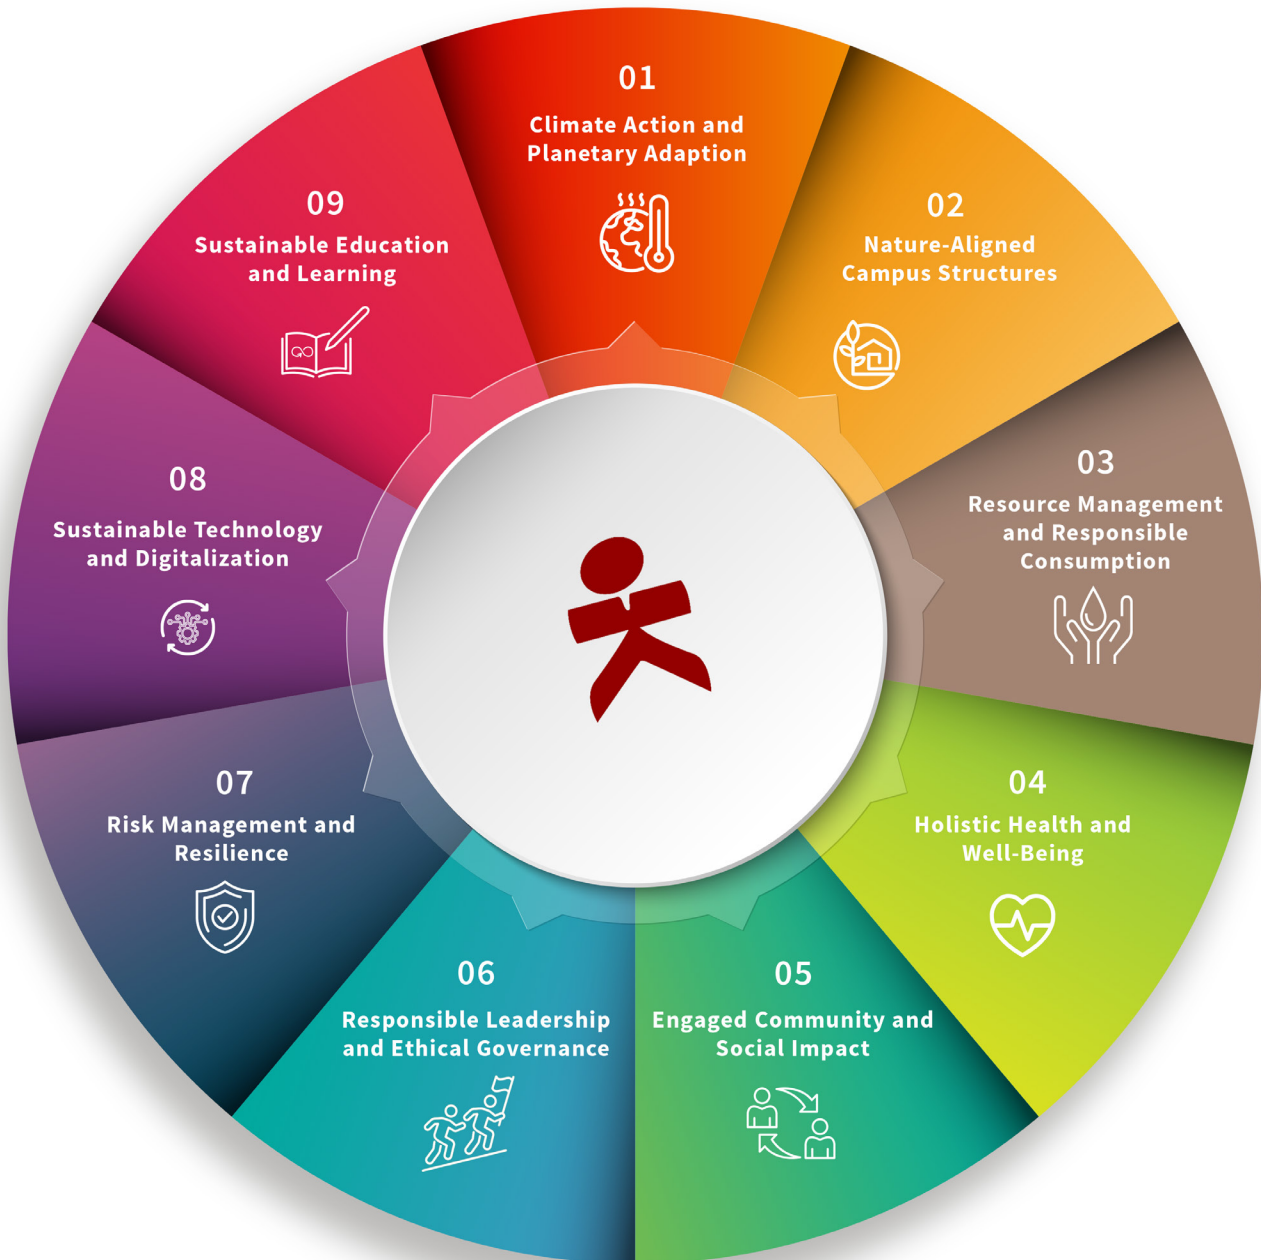 01
Climate Action and
Planetary Adaption
02
Nature-Aligned
Campus Structures
03
Resource Management
and Responsible
Consumption
04
Holistic Health and
Well-Being
05
Engaged Community and
Social Impact
06
Responsible Leadership
and Ethical Governance
07
Risk Management and
Resilience
08
Sustainable Technology
and Digitalization
09
Sustainable Education
and Learning